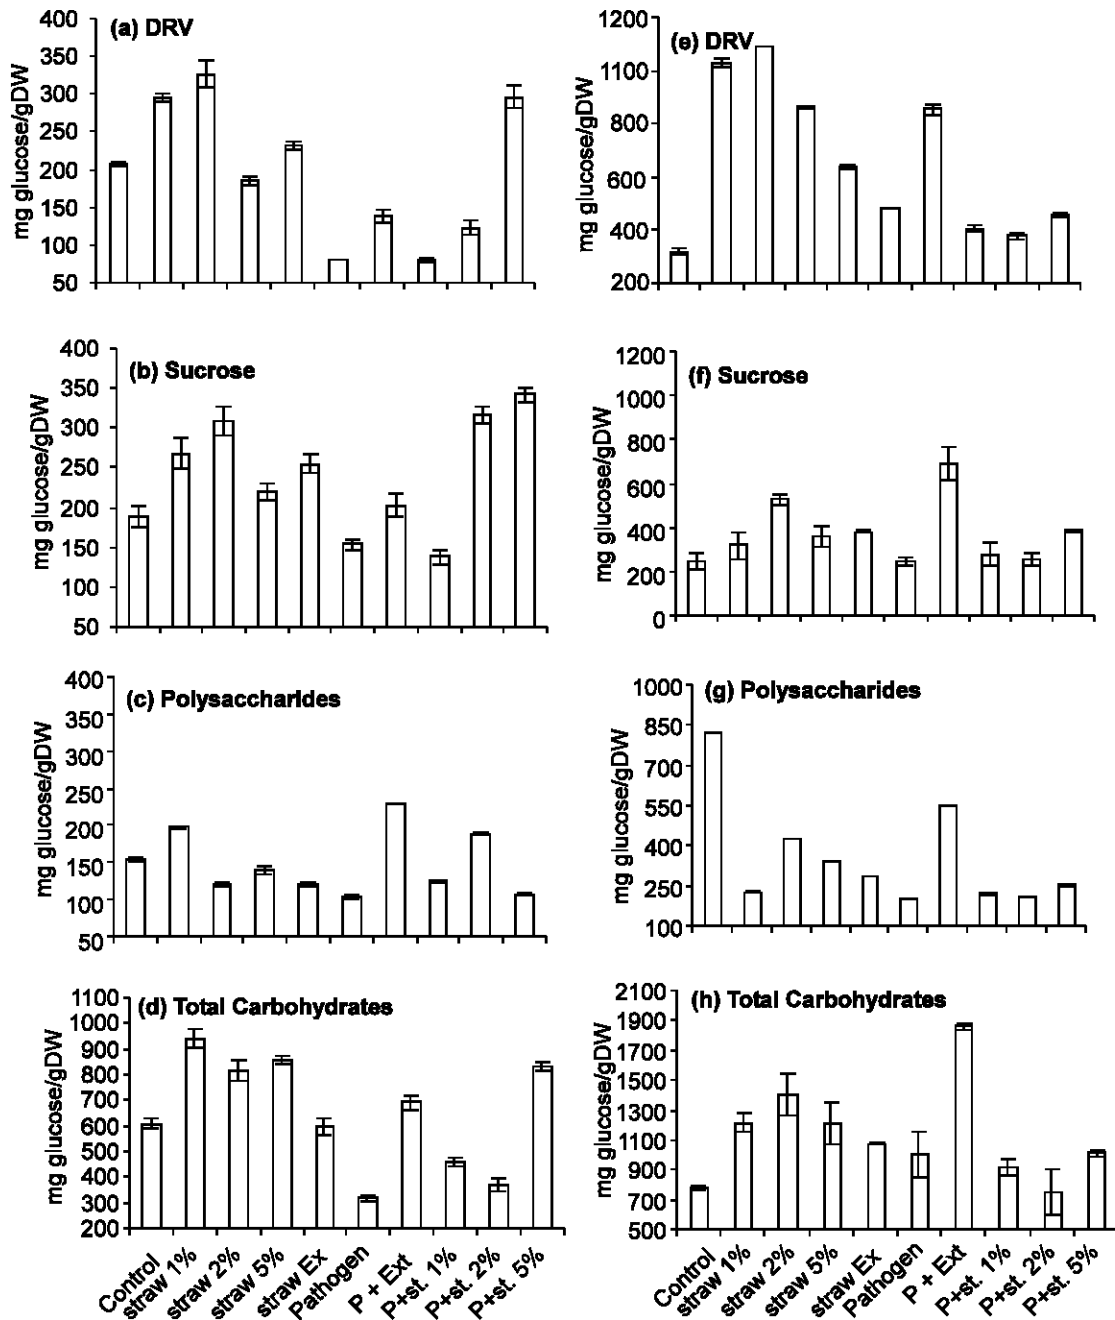 (a) DRV
mg glucose/gDW
400
350
300
250
200
150
100
50
(e) DRV
mg glucose/gDW
1200
1100
800
600
400
200
(b) Sucrose
mg glucose/gDW
400
350
300
250
200
150
100
50
(f) Sucrose
mg glucose/gDW
1200
1000
800
600
400
200
0
(c) Polysaccharides
mg glucose/gDW
400
350
300
250
200
150
100
50
(g) Polysaccharides
mg glucose/gDW
1000
850
700
550
400
250
100
(d) Total Carbohydrates
mg glucose/gDW
1100
1000
900
800
700
600
500
400
300
200
Control
straw 1%
straw 2%
straw 5%
straw Ex
Pathogen
P + Ext
P+st. 1%
P+st. 2%
P+st. 5%
(h) Total Carbohydrates
mg glucose/gDW
2100
1900
1700
1500
1300
1100
900
700
500
Control
straw 1%
straw 2%
straw 5%
straw Ex
Pathogen
P + Ext
P+st. 1%
P+st. 2%
P+st. 5%